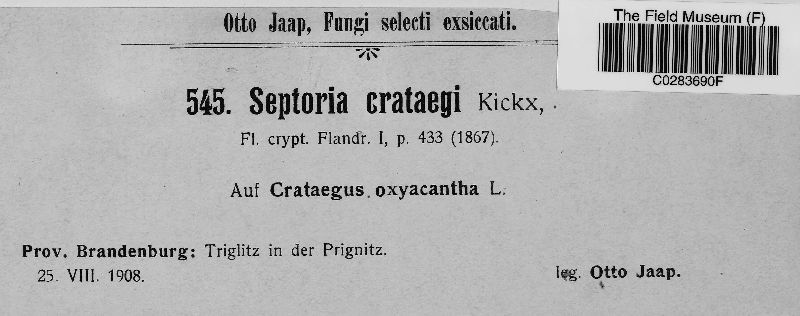 Otto Jaap, Fungi selecti exsiccati.
The Field Museum (F)
C0283690F
545. Septoria crataegi Kickx,
Fl. crypt. Flandr. I, p. 433 (1867).
Auf Crataegus oxyacantha L.
Prov. Brandenburg: Triglitz in der Prignitz.
25. VIII. 1908.
leg. Otto Jaap.